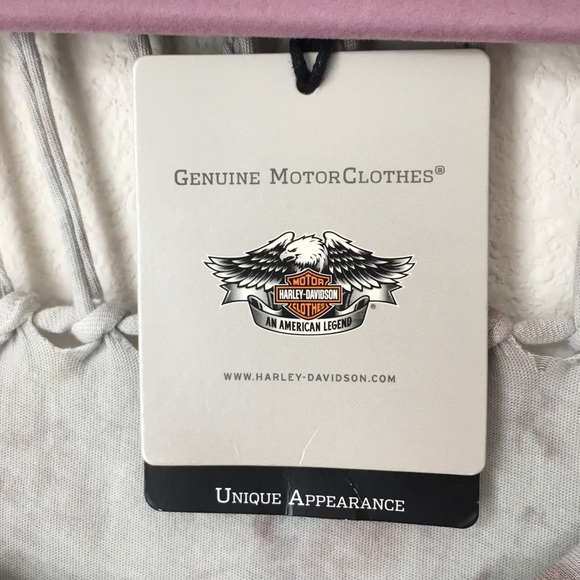 GENUINE MOTORCLOTHES®
MOTOR
HARLEY-DAVIDSON
CLOTHES
®
AN AMERICAN LEGEND
WWW.HARLEY-DAVIDSON.COM
UNIQUE APPEARANCE